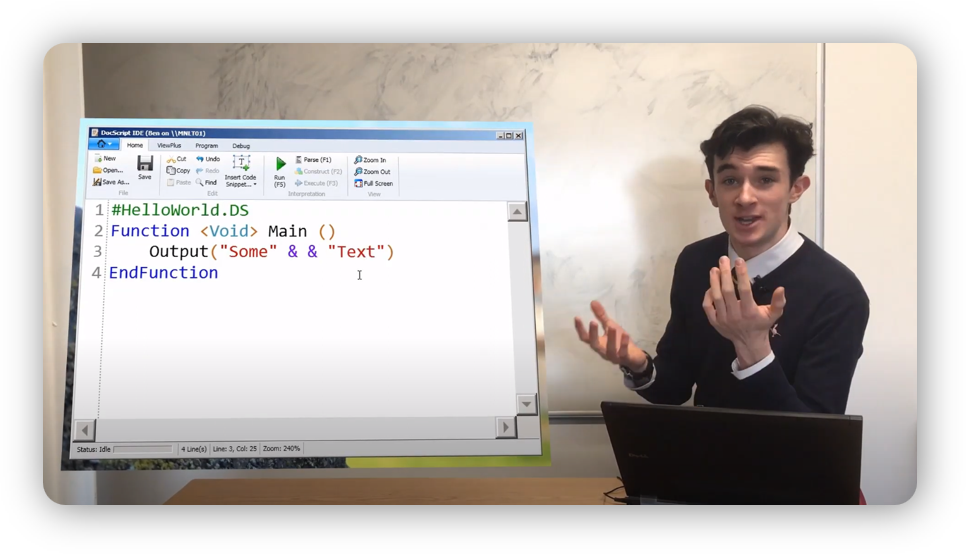 DocScript IDE (Ben on \\MNLT01)
Home ViewPlus Program Debug
New
Open...
Save As...
Save
File
Cut
Copy
Paste
Undo
Redo
Find
Edit
Insert Code
Snippet...
Run
(F5)
Parse (F1)
Construct (F2)
Execute (F3)
Interpretation
Zoom In
Zoom Out
Full Screen
View
1 #HelloWorld.DS
2 Function <Void> Main ()
3 Output("Some" & & "Text")
4 EndFunction
Status: Idle 4 Line(s) Line: 3, Col: 25 Zoom: 240%